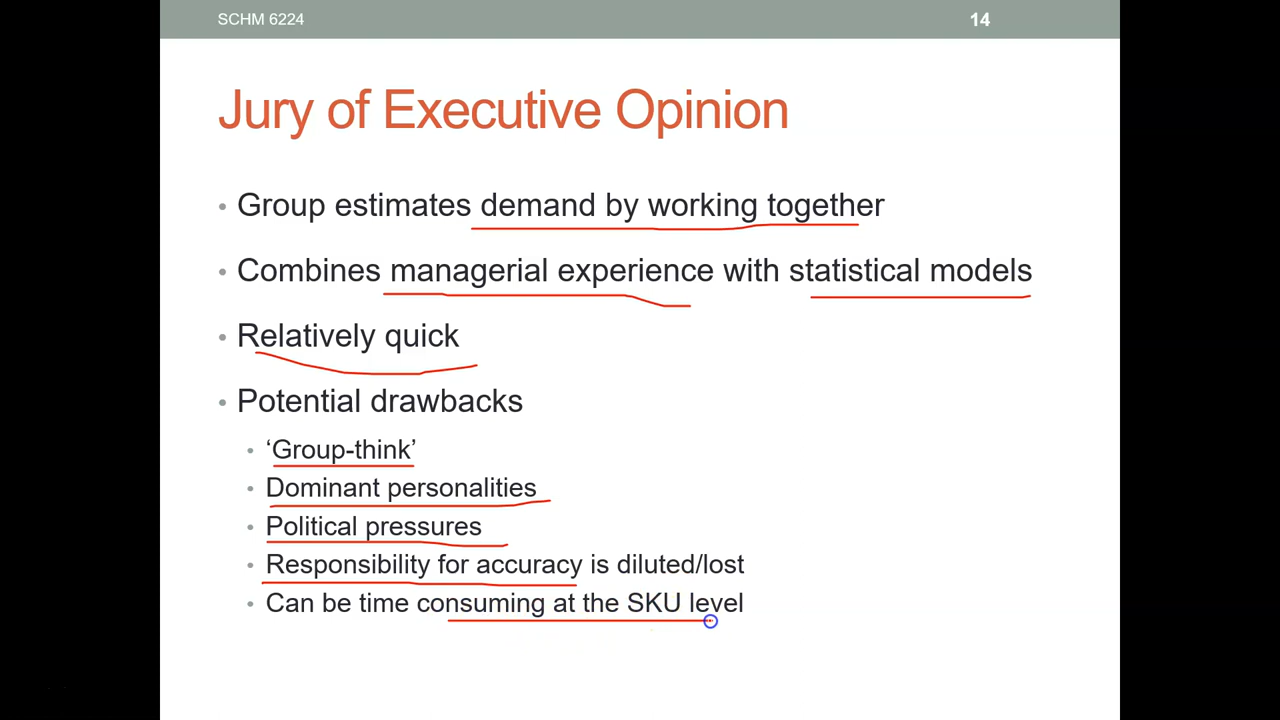 SCHM 6224
14
Jury of Executive Opinion
• Group estimates demand by working together
• Combines managerial experience with statistical models
• Relatively quick
• Potential drawbacks
• ‘Group-think’
• Dominant personalities
• Political pressures
• Responsibility for accuracy is diluted/lost
• Can be time consuming at the SKU level